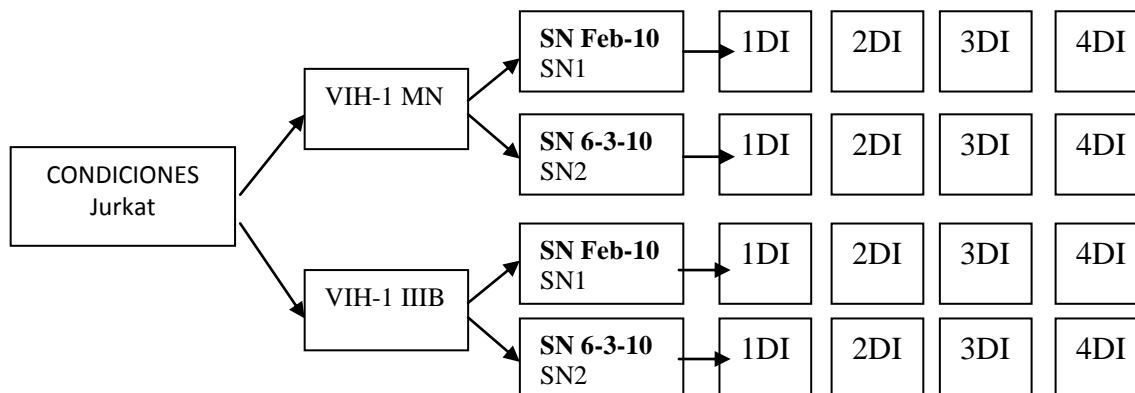 SN Feb-10
SN1
1DI
2DI
3DI
4DI
VIH-1 MN
SN 6-3-10
SN2
1DI
2DI
3DI
4DI
CONDICIONES
Jurkat
SN Feb-10
SN1
1DI
2DI
3DI
4DI
VIH-1 IIIB
SN 6-3-10
SN2
1DI
2DI
3DI
4DI